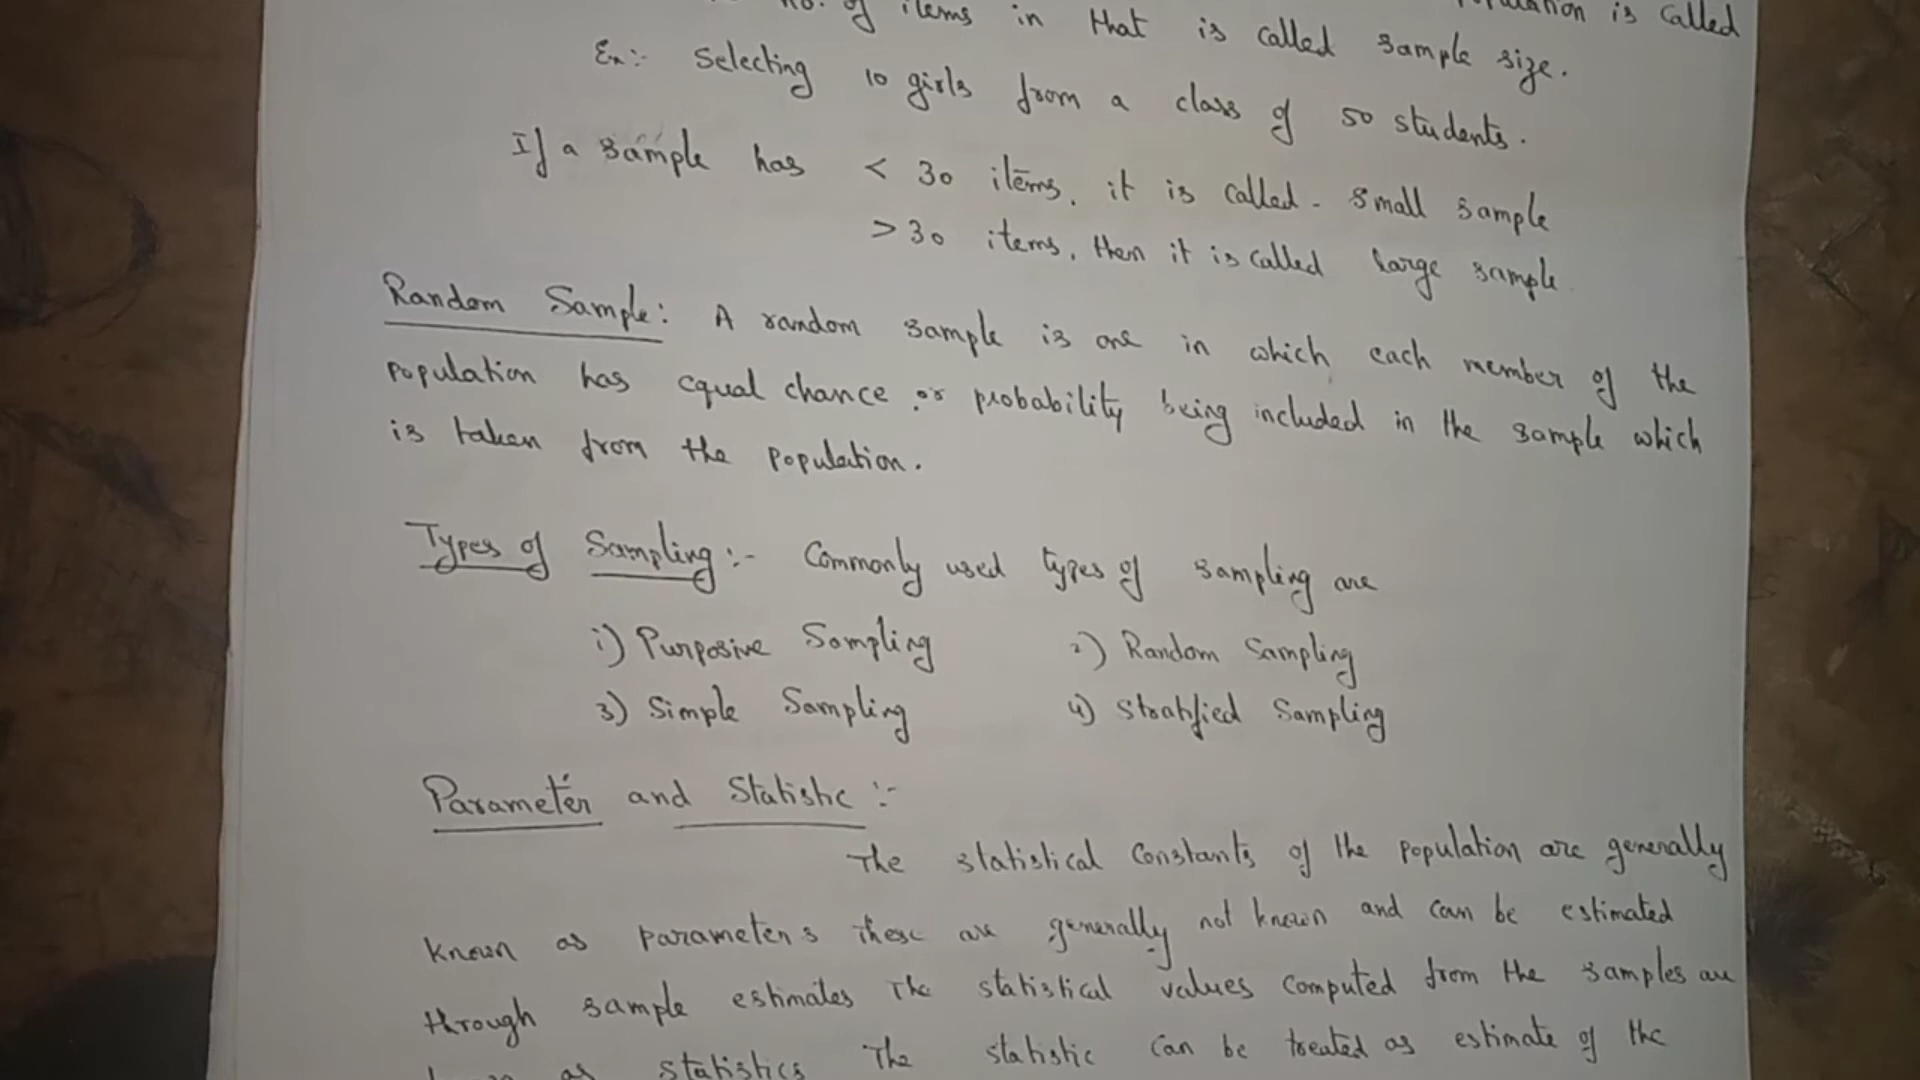 no. of items in that is called sample size. 
is called
Ex:- Selecting 10 girls from a class of 50 students.
If a sample has < 30 items, it is called - small sample
> 30 items, then it is called large sample
Random Sample: A random sample is one in which each member of the
population has equal chance or probability being included in the sample which
is taken from the population.
Types of Sampling:- Commonly used types of sampling are
1) Purposive Sampling 2) Random Sampling
3) Simple Sampling 4) Stratified Sampling
Parameter and Statistic :-
The statistical Constants of the population are generally
known as parameters these are generally not known and can be estimated
through sample estimates The statistical values computed from the samples are
as statistics The statistic can be treated as estimate of the